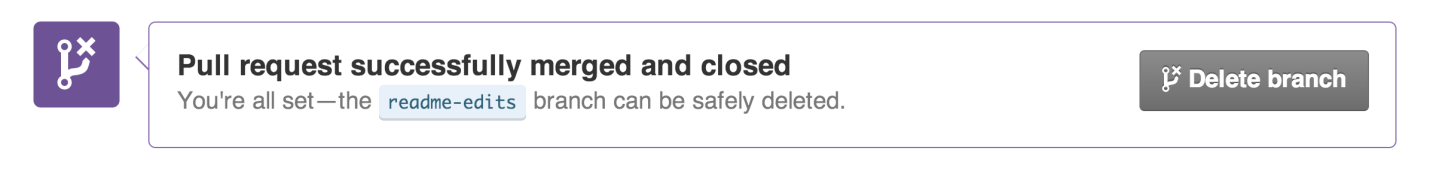 Pull request successfully merged and closed
You're all set—the readme-edits branch can be safely deleted.
Delete branch